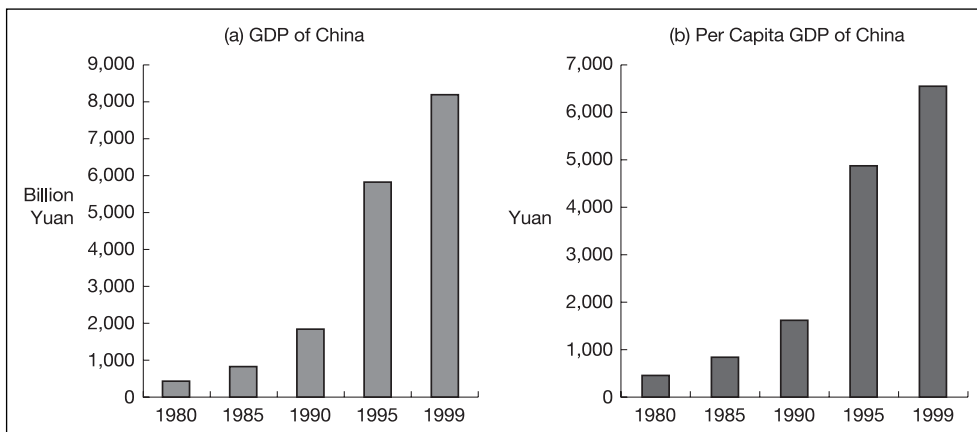 (a) GDP of China
9,000
8,000
7,000
6,000
5,000
4,000
3,000
2,000
1,000
0
Billion
Yuan
1980 1985 1990 1995 1999
(b) Per Capita GDP of China
7,000
6,000
5,000
4,000
3,000
2,000
1,000
0
Yuan
1980 1985 1990 1995 1999